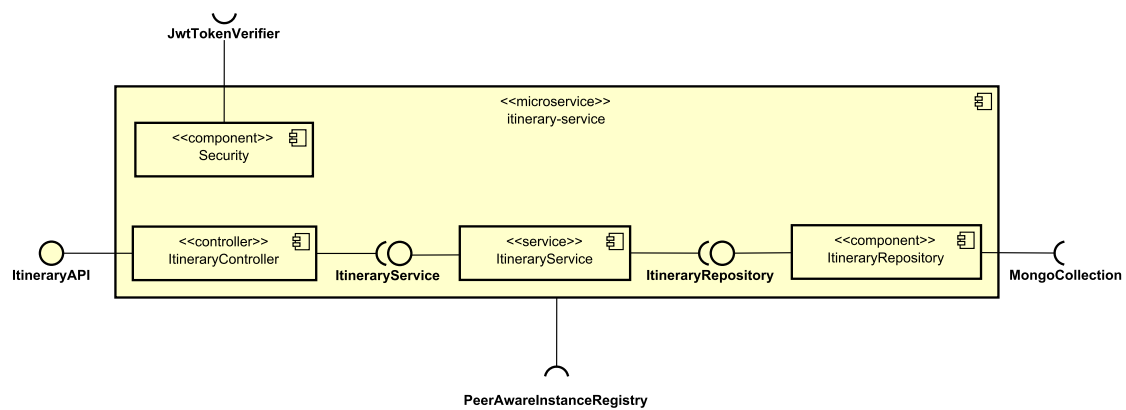 JwtTokenVerifier
<<microservice>>
itinerary-service
<<component>>
Security
<<controller>>
ItineraryController
<<service>>
ItineraryService
<<component>>
ItineraryRepository
ItineraryAPI
ItineraryService
ItineraryRepository
MongoCollection
PeerAwareInstanceRegistry